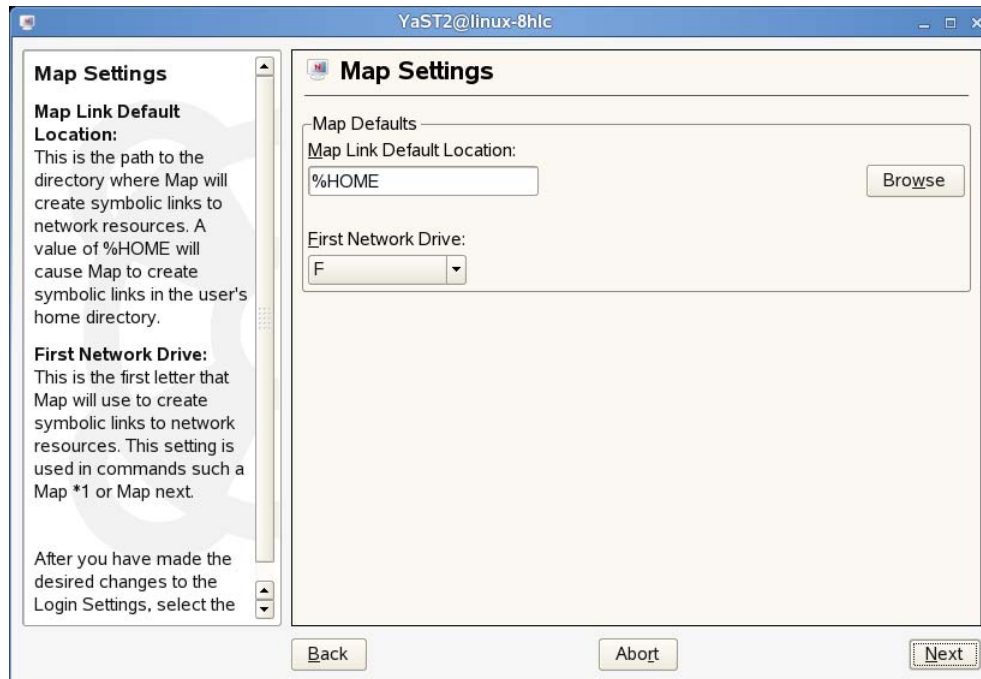 YaST2@linux-8hlc
Map Settings
Map Link Default
Location:
This is the path to the
directory where Map will
create symbolic links to
network resources. A
value of %HOME will
cause Map to create
symbolic links in the user's
home directory.
First Network Drive:
This is the first letter that
Map will use to create
symbolic links to network
resources. This setting is
used in commands such a
Map *1 or Map next.
After you have made the
desired changes to the
Login Settings, select the
Map Settings
Map Defaults
Map Link Default Location:
%HOME
Browse
First Network Drive:
F
Back
Abort
Next